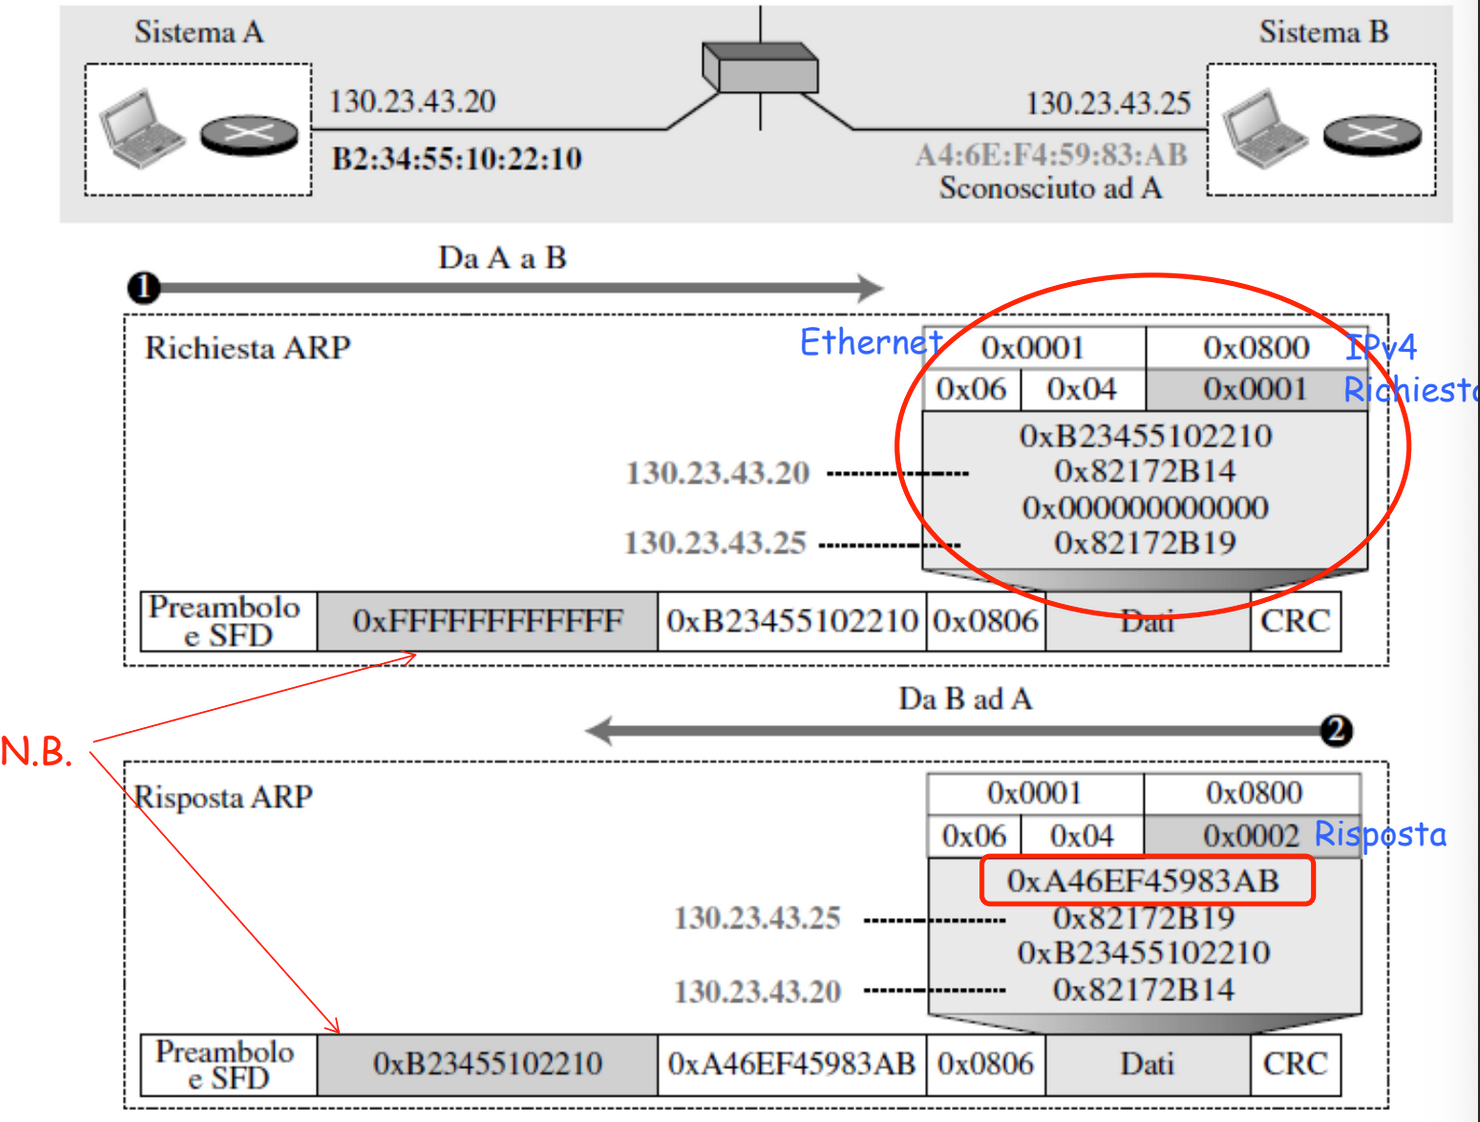 Sistema A
Sistema B
130.23.43.20
130.23.43.25
B2:34:55:10:22:10
A4:6E:F4:59:83:AB
Sconosciuto ad A
Da A a B
1
Richiesta ARP
Ethernet
0x0001
0x0800
IPv4
0x06
0x04
0x0001
Richiesta
0xB23455102210
130.23.43.20
0x82172B14
0x000000000000
130.23.43.25
0x82172B19
Preambolo
e SFD
0xFFFFFFFFFFFF
0xB23455102210
0x0806
Dati
CRC
N.B.
Da B ad A
2
Risposta ARP
0x0001
0x0800
0x06
0x04
0x0002
Risposta
0xA46EF45983AB
130.23.43.25
0x82172B19
0xB23455102210
130.23.43.20
0x82172B14
Preambolo
e SFD
0xB23455102210
0xA46EF45983AB
0x0806
Dati
CRC